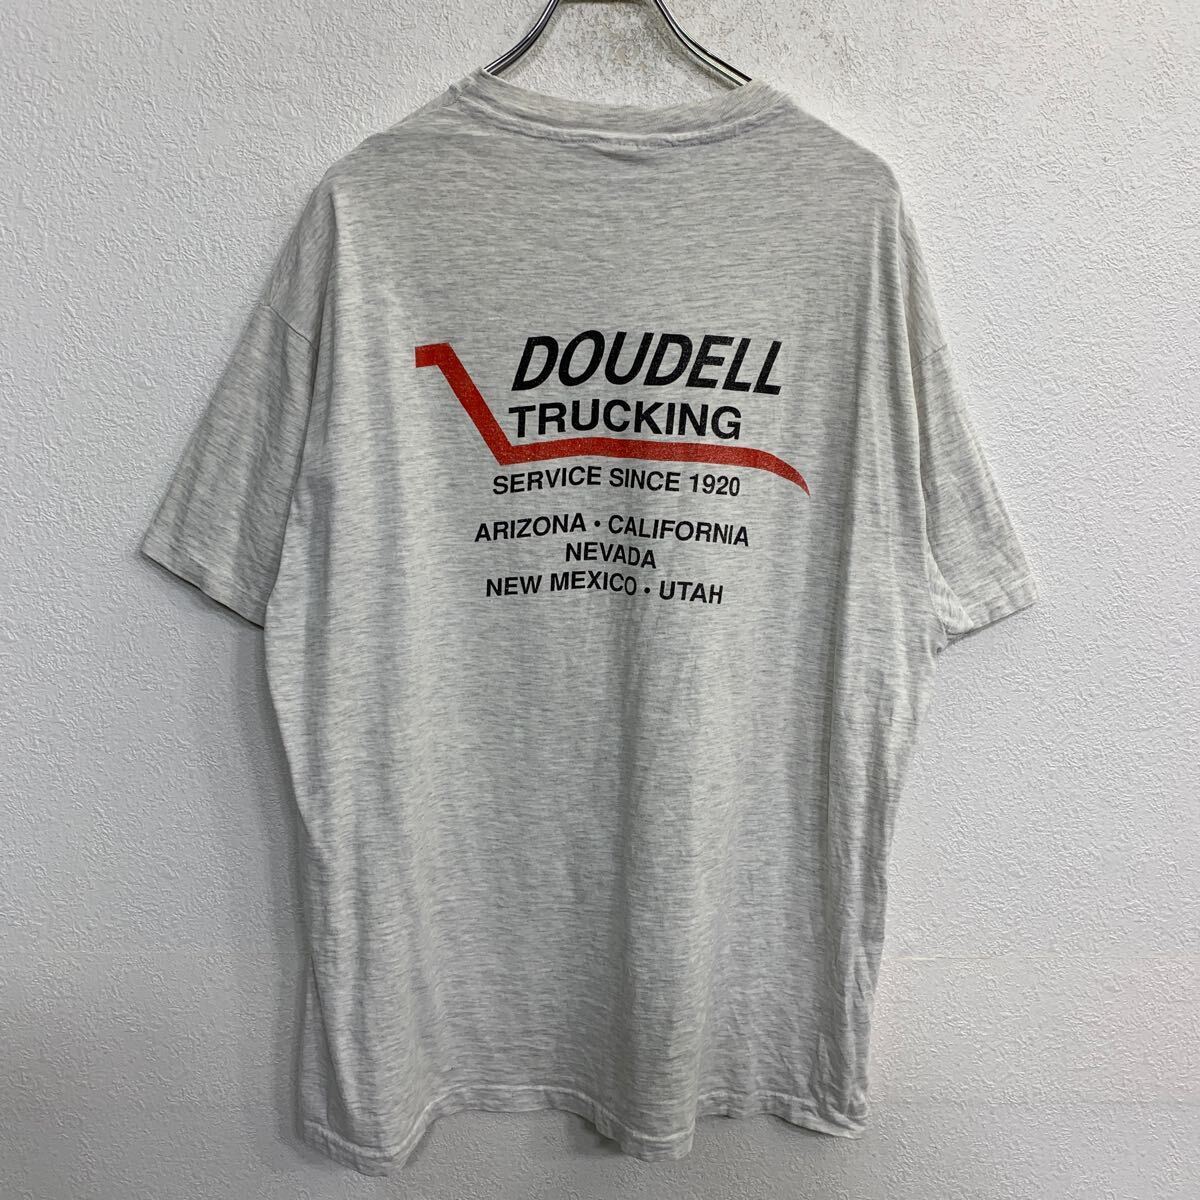 DOUDELL
TRUCKING
SERVICE SINCE 1920
ARIZONA • CALIFORNIA
NEVADA
NEW MEXICO • UTAH